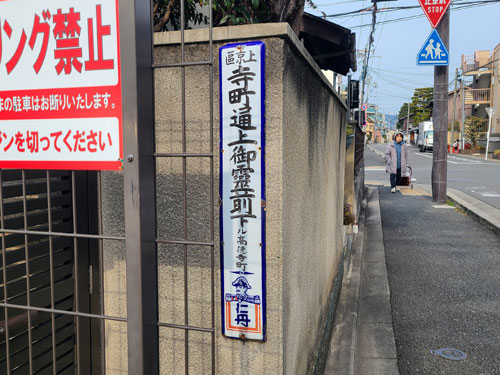 リング禁止
の駐車はお断りいたします。
ンを切ってください
上京區
寺町通上御霊前下ル高徳寺町
仁丹
止まれ
STOP